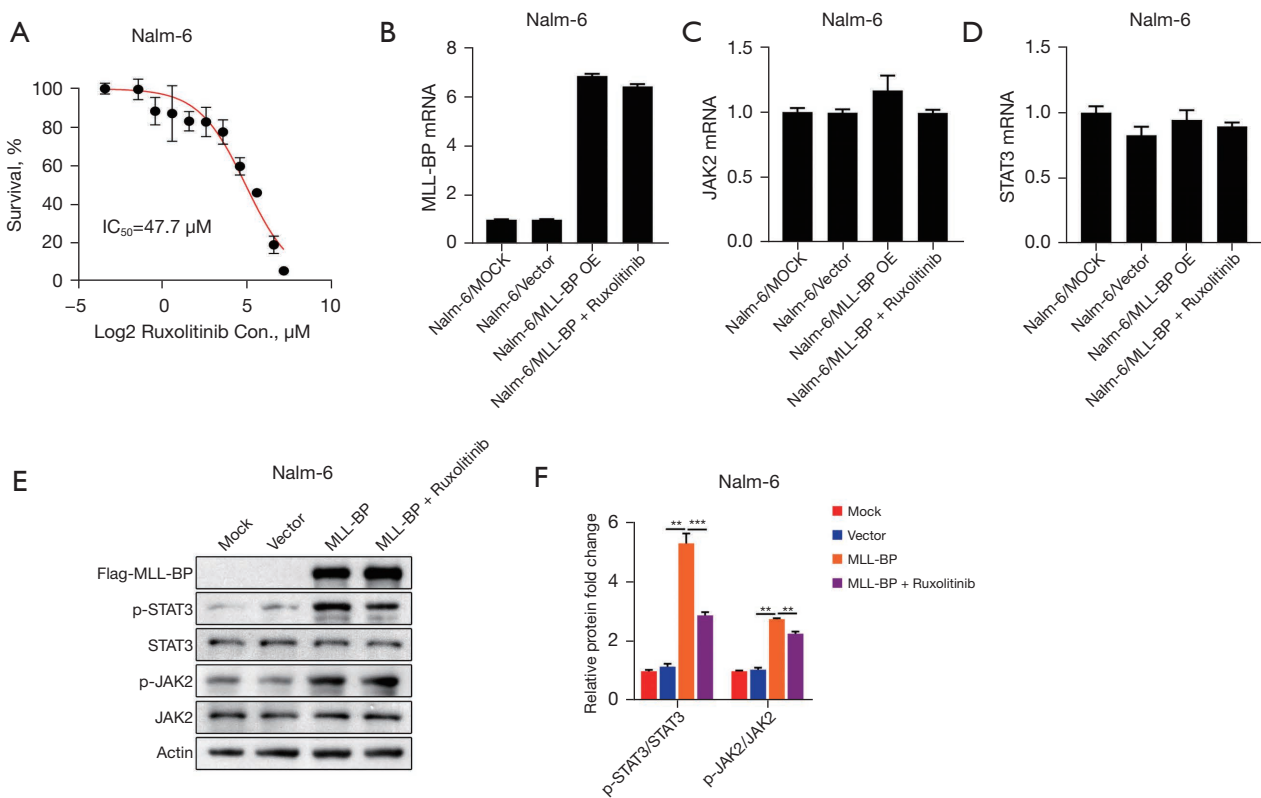 A
Nalm-6
Survival, %
100
80
60
40
20
0
IC50=47.7 μM
−5
0
5
10
Log2 Ruxolitinib Con., μM
B
Nalm-6
MLL-BP mRNA
8
6
4
2
0
Nalm-6/MOCK
Nalm-6/Vector
Nalm-6/MLL-BP OE
Nalm-6/MLL-BP + Ruxolitinib
C
Nalm-6
JAK2 mRNA
1.5
1.0
0.5
0.0
Nalm-6/MOCK
Nalm-6/Vector
Nalm-6/MLL-BP OE
Nalm-6/MLL-BP + Ruxolitinib
D
Nalm-6
STAT3 mRNA
1.5
1.0
0.5
0.0
Nalm-6/MOCK
Nalm-6/Vector
Nalm-6/MLL-BP OE
Nalm-6/MLL-BP + Ruxolitinib
E
Nalm-6
Mock
Vector
MLL-BP
MLL-BP + Ruxolitinib
Flag-MLL-BP
p-STAT3
STAT3
p-JAK2
JAK2
Actin
F
Nalm-6
Relative protein fold change
6
4
2
0
** ***
** **
p-STAT3/STAT3
p-JAK2/JAK2
Mock
Vector
MLL-BP
MLL-BP + Ruxolitinib